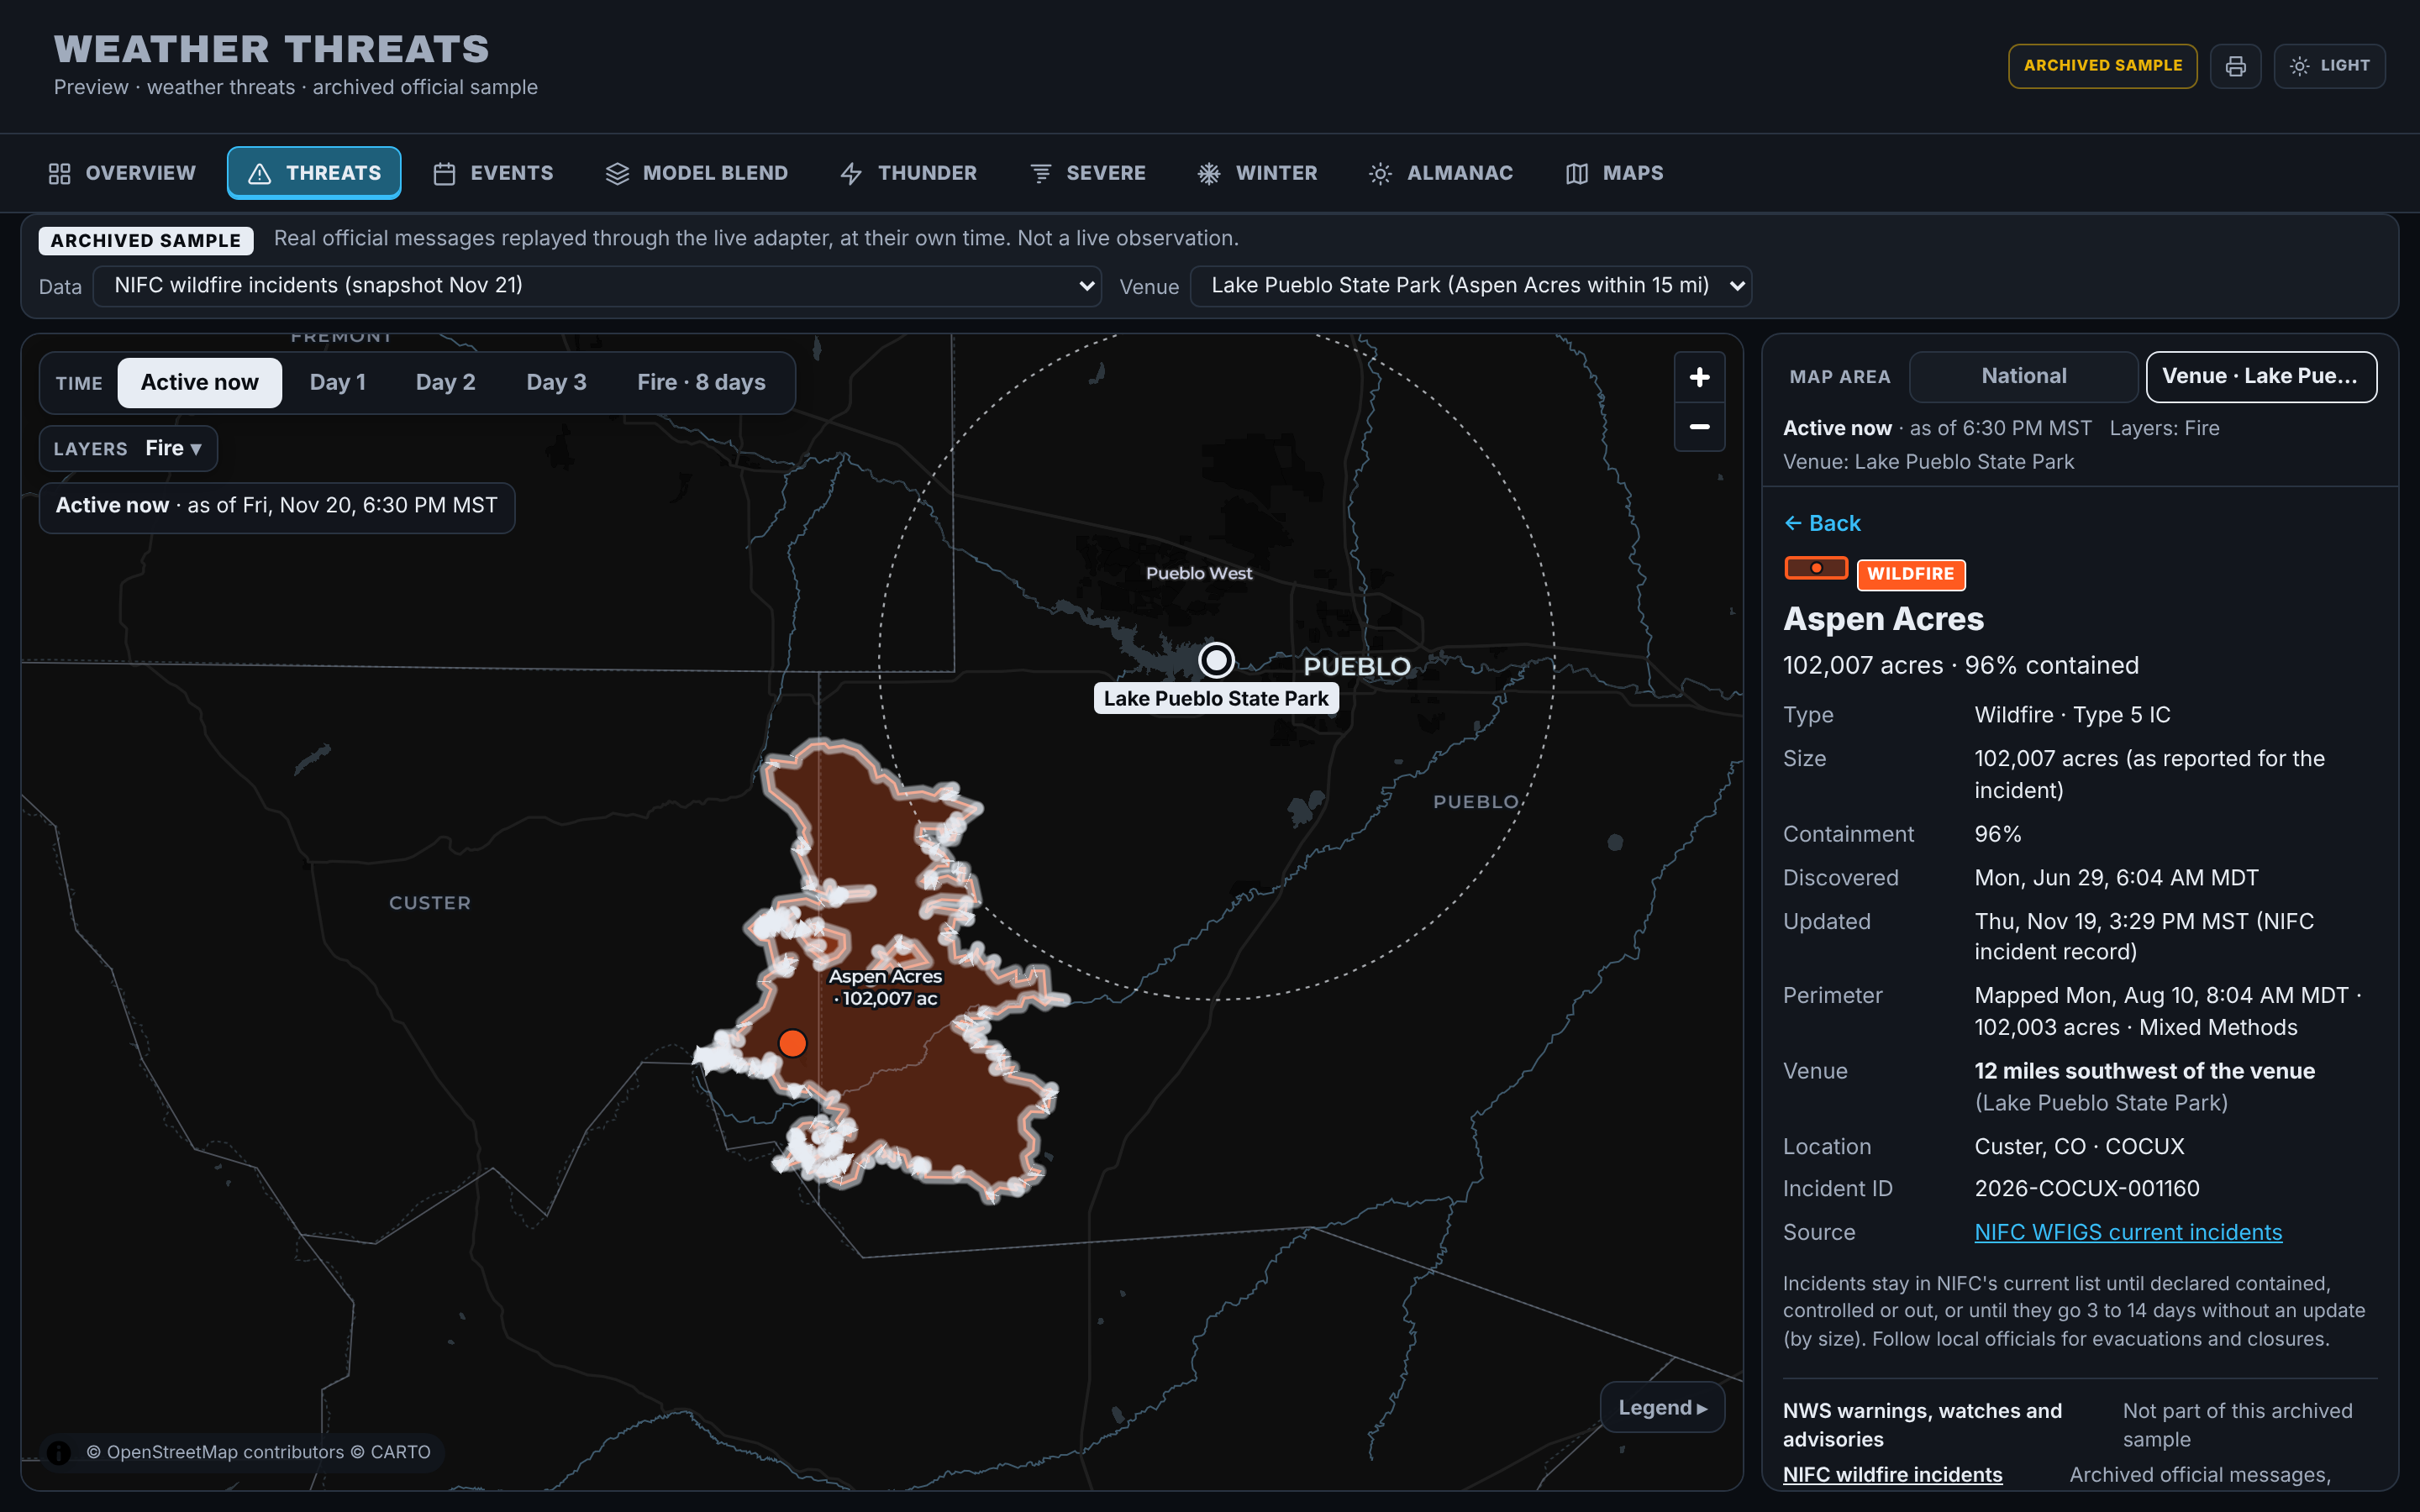 WEATHER THREATS
Preview · weather threats · archived official sample
ARCHIVED SAMPLE
LIGHT
OVERVIEW
THREATS
EVENTS
MODEL BLEND
THUNDER
SEVERE
WINTER
ALMANAC
MAPS
ARCHIVED SAMPLE Real official messages replayed through the live adapter, at their own time. Not a live observation.
Data NIFC wildfire incidents (snapshot Nov 21) Venue Lake Pueblo State Park (Aspen Acres within 15 mi)
FREMONT
TIME Active now Day 1 Day 2 Day 3 Fire · 8 days
LAYERS Fire ▾
Active now · as of Fri, Nov 20, 6:30 PM MST
+
−
Pueblo West
PUEBLO
Lake Pueblo State Park
PUEBLO
CUSTER
Aspen Acres
· 102,007 ac
Legend ▸
© OpenStreetMap contributors © CARTO
MAP AREA National Venue · Lake Pue...
Active now · as of 6:30 PM MST Layers: Fire
Venue: Lake Pueblo State Park
← Back
WILDFIRE
Aspen Acres
102,007 acres · 96% contained
Type Wildfire · Type 5 IC
Size 102,007 acres (as reported for the
incident)
Containment 96%
Discovered Mon, Jun 29, 6:04 AM MDT
Updated Thu, Nov 19, 3:29 PM MST (NIFC
incident record)
Perimeter Mapped Mon, Aug 10, 8:04 AM MDT ·
102,003 acres · Mixed Methods
Venue 12 miles southwest of the venue
(Lake Pueblo State Park)
Location Custer, CO · COCUX
Incident ID 2026-COCUX-001160
Source NIFC WFIGS current incidents
Incidents stay in NIFC's current list until declared contained,
controlled or out, or until they go 3 to 14 days without an update
(by size). Follow local officials for evacuations and closures.
NWS warnings, watches and Not part of this archived
advisories sample
NIFC wildfire incidents Archived official messages,